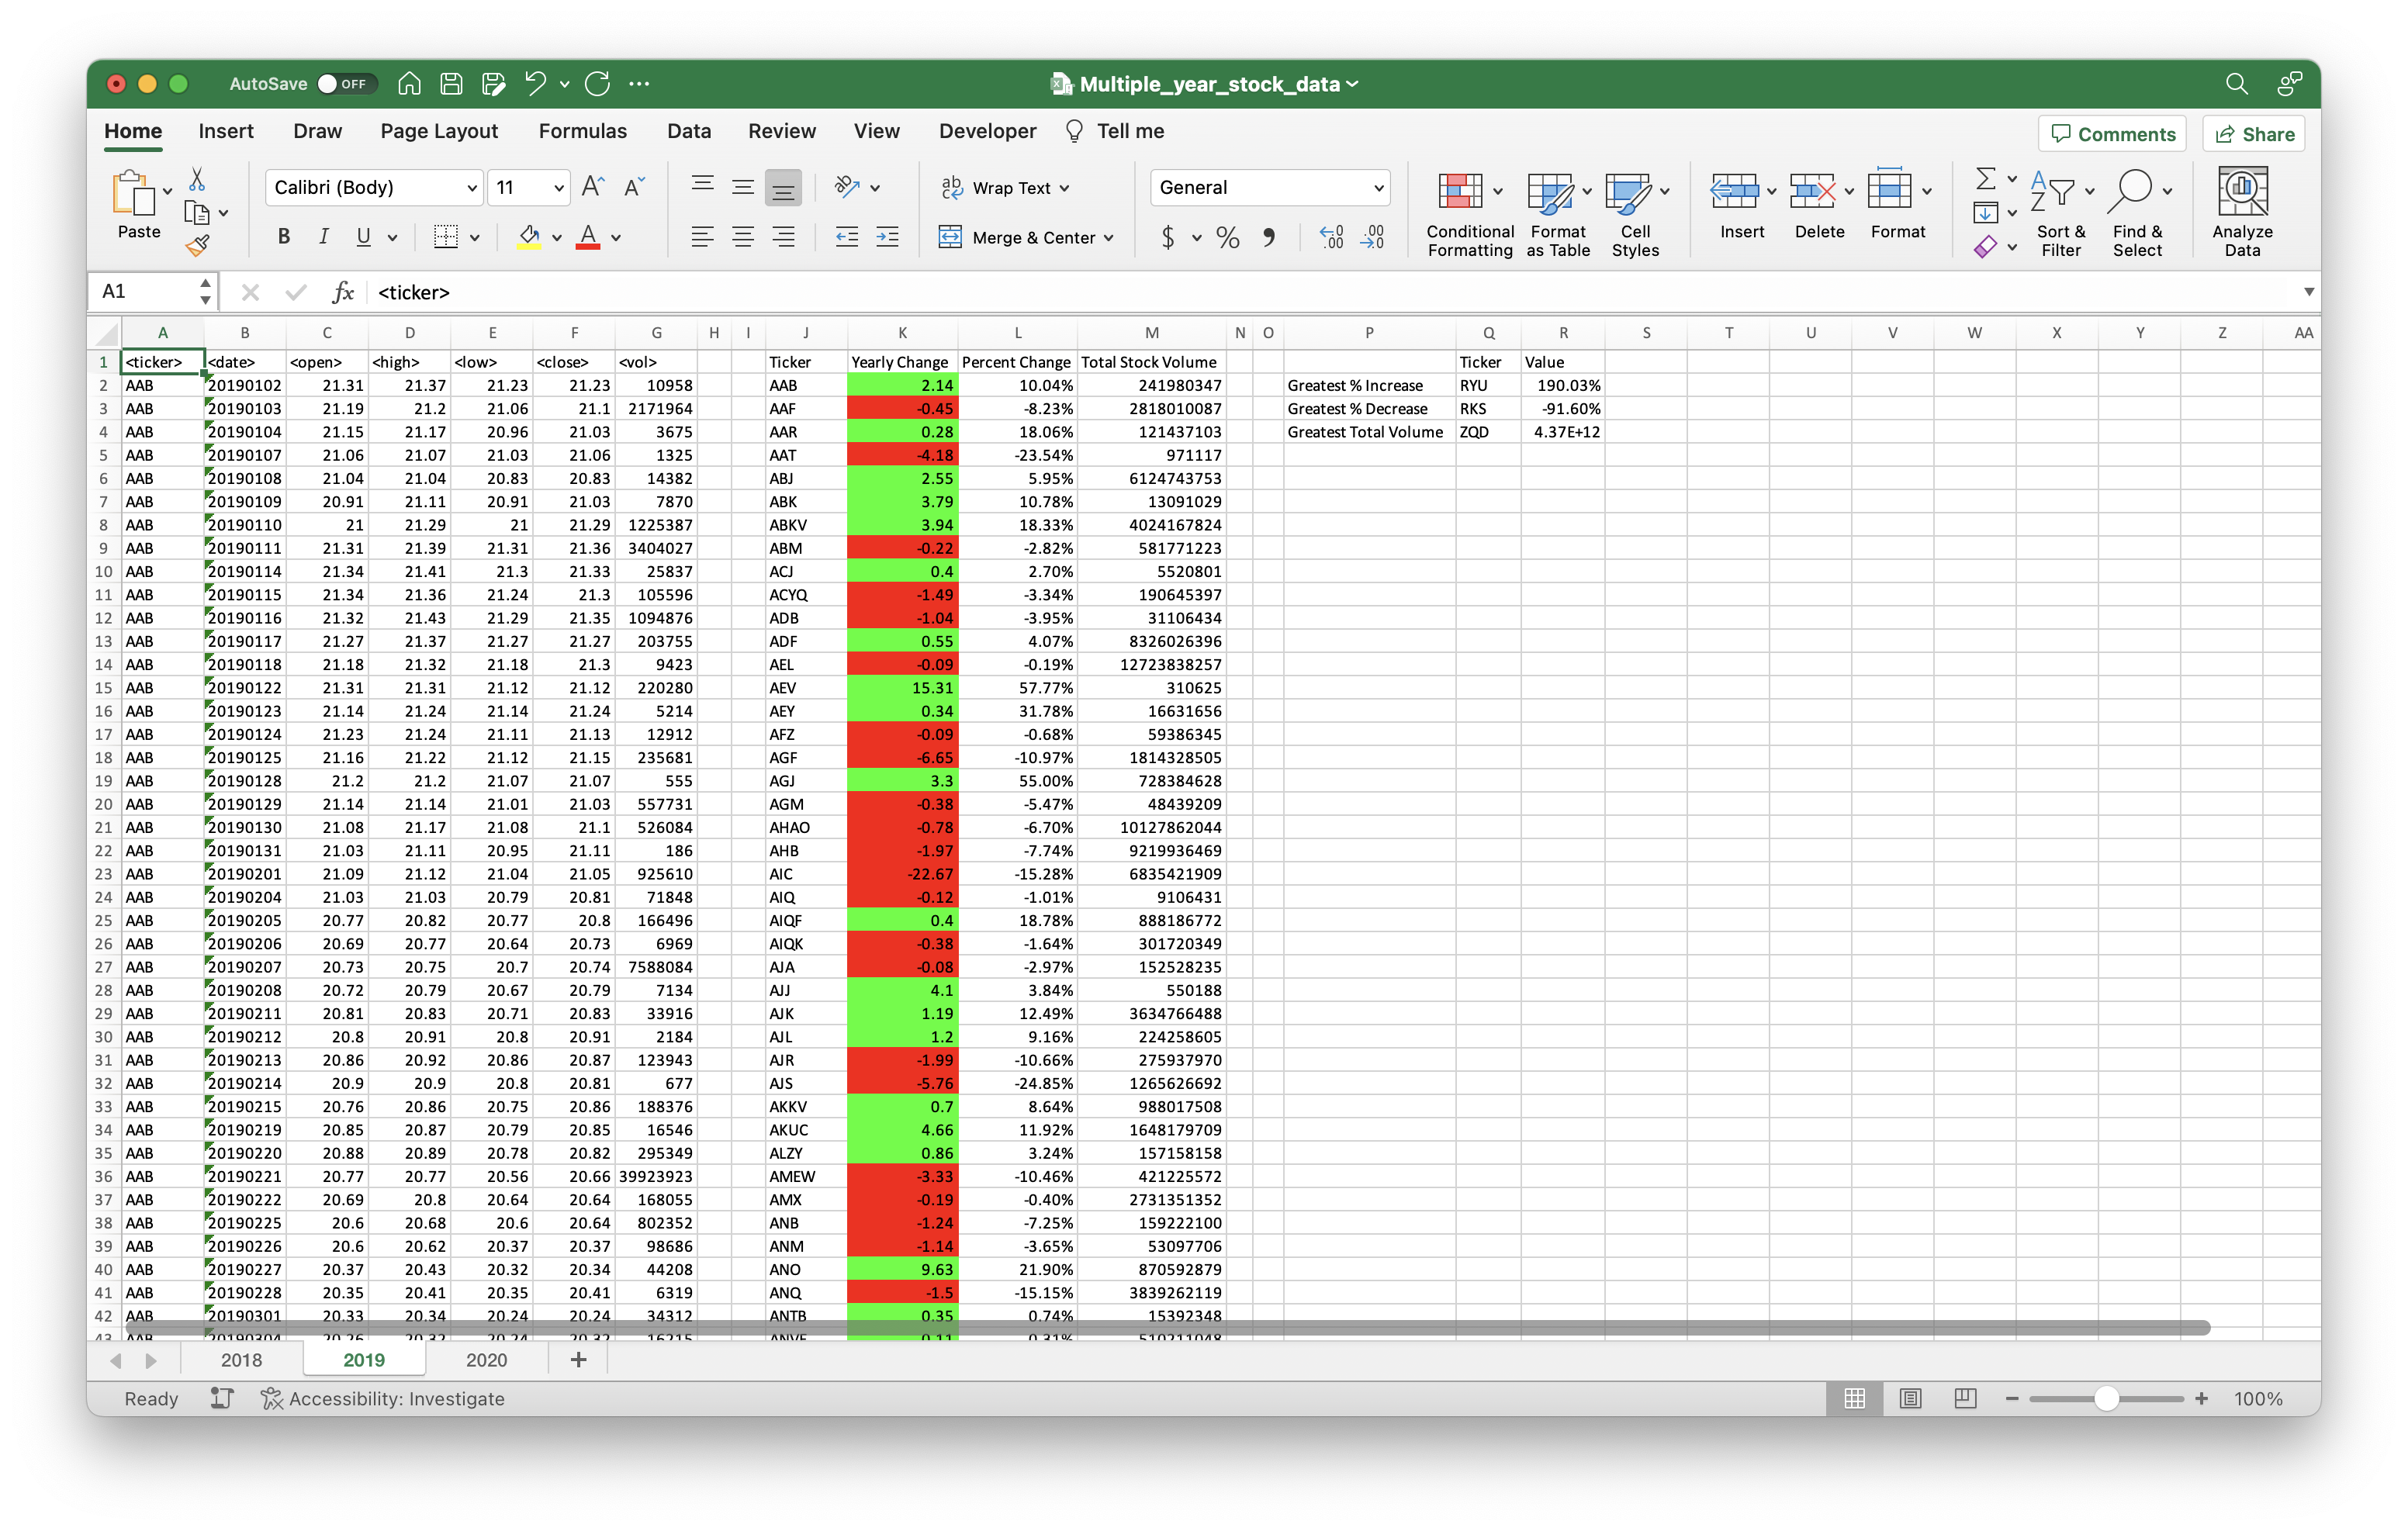 AutoSave OFF Multiple_year_stock_data
Home Insert Draw Page Layout Formulas Data Review View Developer Tell me Comments Share
Paste Calibri (Body) 11 Wrap Text General Conditional Formatting Format as Table Cell Styles Insert Delete Format Sort & Filter Find & Select Analyze Data
B I U Merge & Center $ %
A1 fx <ticker>
A B C D E F G H I J K L M N O P Q R S T U V W X Y Z AA
1 <ticker> <date> <open> <high> <low> <close> <vol> Ticker Yearly Change Percent Change Total Stock Volume Ticker Value
2 AAB 20190102 21.31 21.37 21.23 21.23 10958 AAB 2.14 10.04% 241980347 Greatest % Increase RYU 190.03%
3 AAB 20190103 21.19 21.2 21.06 21.1 2171964 AAF -0.45 -8.23% 2818010087 Greatest % Decrease RKS -91.60%
4 AAB 20190104 21.15 21.17 20.96 21.03 3675 AAR 0.28 18.06% 121437103 Greatest Total Volume ZQD 4.37E+12
5 AAB 20190107 21.06 21.07 21.03 21.06 1325 AAT -4.18 -23.54% 971117
6 AAB 20190108 21.04 21.04 20.83 20.83 14382 ABJ 2.55 5.95% 6124743753
7 AAB 20190109 20.91 21.11 20.91 21.03 7870 ABK 3.79 10.78% 13091029
8 AAB 20190110 21 21.29 21 21.29 1225387 ABKV 3.94 18.33% 4024167824
9 AAB 20190111 21.31 21.39 21.31 21.36 3404027 ABM -0.22 -2.82% 581771223
10 AAB 20190114 21.34 21.41 21.3 21.33 25837 ACJ 0.4 2.70% 5520801
11 AAB 20190115 21.34 21.36 21.24 21.3 105596 ACYQ -1.49 -3.34% 190645397
12 AAB 20190116 21.32 21.43 21.29 21.35 1094876 ADB -1.04 -3.95% 31106434
13 AAB 20190117 21.27 21.37 21.27 21.27 203755 ADF 0.55 4.07% 8326026396
14 AAB 20190118 21.18 21.32 21.18 21.3 9423 AEL -0.09 -0.19% 12723838257
15 AAB 20190122 21.31 21.31 21.12 21.12 220280 AEV 15.31 57.77% 310625
16 AAB 20190123 21.14 21.24 21.14 21.24 5214 AEY 0.34 31.78% 16631656
17 AAB 20190124 21.23 21.24 21.11 21.13 12912 AFZ -0.09 -0.68% 59386345
18 AAB 20190125 21.16 21.22 21.12 21.15 235681 AGF -6.65 -10.97% 1814328505
19 AAB 20190128 21.2 21.2 21.07 21.07 555 AGJ 3.3 55.00% 728384628
20 AAB 20190129 21.14 21.14 21.01 21.03 557731 AGM -0.38 -5.47% 48439209
21 AAB 20190130 21.08 21.17 21.08 21.1 526084 AHAO -0.78 -6.70% 10127862044
22 AAB 20190131 21.03 21.11 20.95 21.11 186 AHB -1.97 -7.74% 9219936469
23 AAB 20190201 21.09 21.12 21.04 21.05 925610 AIC -22.67 -15.28% 6835421909
24 AAB 20190204 21.03 21.03 20.79 20.81 71848 AIQ -0.12 -1.01% 9106431
25 AAB 20190205 20.77 20.82 20.77 20.8 166496 AIQF 0.4 18.78% 888186772
26 AAB 20190206 20.69 20.77 20.64 20.73 6969 AIQK -0.38 -1.64% 301720349
27 AAB 20190207 20.73 20.75 20.7 20.74 7588084 AJA -0.08 -2.97% 152528235
28 AAB 20190208 20.72 20.79 20.67 20.79 7134 AJJ 4.1 3.84% 550188
29 AAB 20190211 20.81 20.83 20.71 20.83 33916 AJK 1.19 12.49% 3634766488
30 AAB 20190212 20.8 20.91 20.8 20.91 2184 AJL 1.2 9.16% 224258605
31 AAB 20190213 20.86 20.92 20.86 20.87 123943 AJR -1.99 -10.66% 275937970
32 AAB 20190214 20.9 20.9 20.8 20.81 677 AJS -5.76 -24.85% 1265626692
33 AAB 20190215 20.76 20.86 20.75 20.86 188376 AKKV 0.7 8.64% 988017508
34 AAB 20190219 20.85 20.87 20.79 20.85 16546 AKUC 4.66 11.92% 1648179709
35 AAB 20190220 20.88 20.89 20.78 20.82 295349 ALZY 0.86 3.24% 157158158
36 AAB 20190221 20.77 20.77 20.56 20.66 39923923 AMEW -3.33 -10.46% 421225572
37 AAB 20190222 20.69 20.8 20.64 20.64 168055 AMX -0.19 -0.40% 2731351352
38 AAB 20190225 20.6 20.68 20.6 20.64 802352 ANB -1.24 -7.25% 159222100
39 AAB 20190226 20.6 20.62 20.37 20.37 98686 ANM -1.14 -3.65% 53097706
40 AAB 20190227 20.37 20.43 20.32 20.34 44208 ANO 9.63 21.90% 870592879
41 AAB 20190228 20.35 20.41 20.35 20.41 6319 ANQ -1.5 -15.15% 3839262119
42 AAB 20190301 20.33 20.34 20.24 20.24 34312 ANTB 0.35 0.74% 15392348
2018 2019 2020 +
Ready Accessibility: Investigate 100%